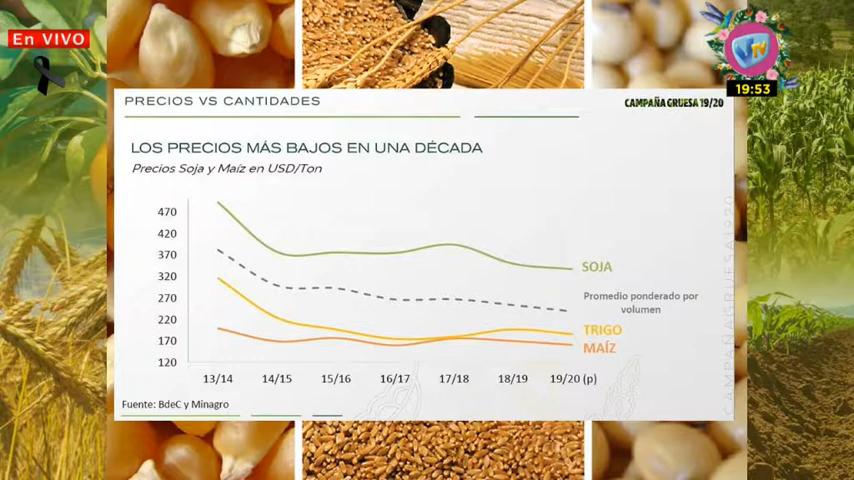 En VIVO
VTV
19:53
PRECIOS VS CANTIDADES
CAMPAÑA GRUESA 19/20
LOS PRECIOS MÁS BAJOS EN UNA DÉCADA
Precios Soja y Maíz en USD/Ton
470
420
370
320
270
220
170
120
SOJA
Promedio ponderado por
volumen
TRIGO
MAÍZ
13/14 14/15 15/16 16/17 17/18 18/19 19/20 (p)
Fuente: BdeC y Minagro
CAMPAÑAGRUESA1920